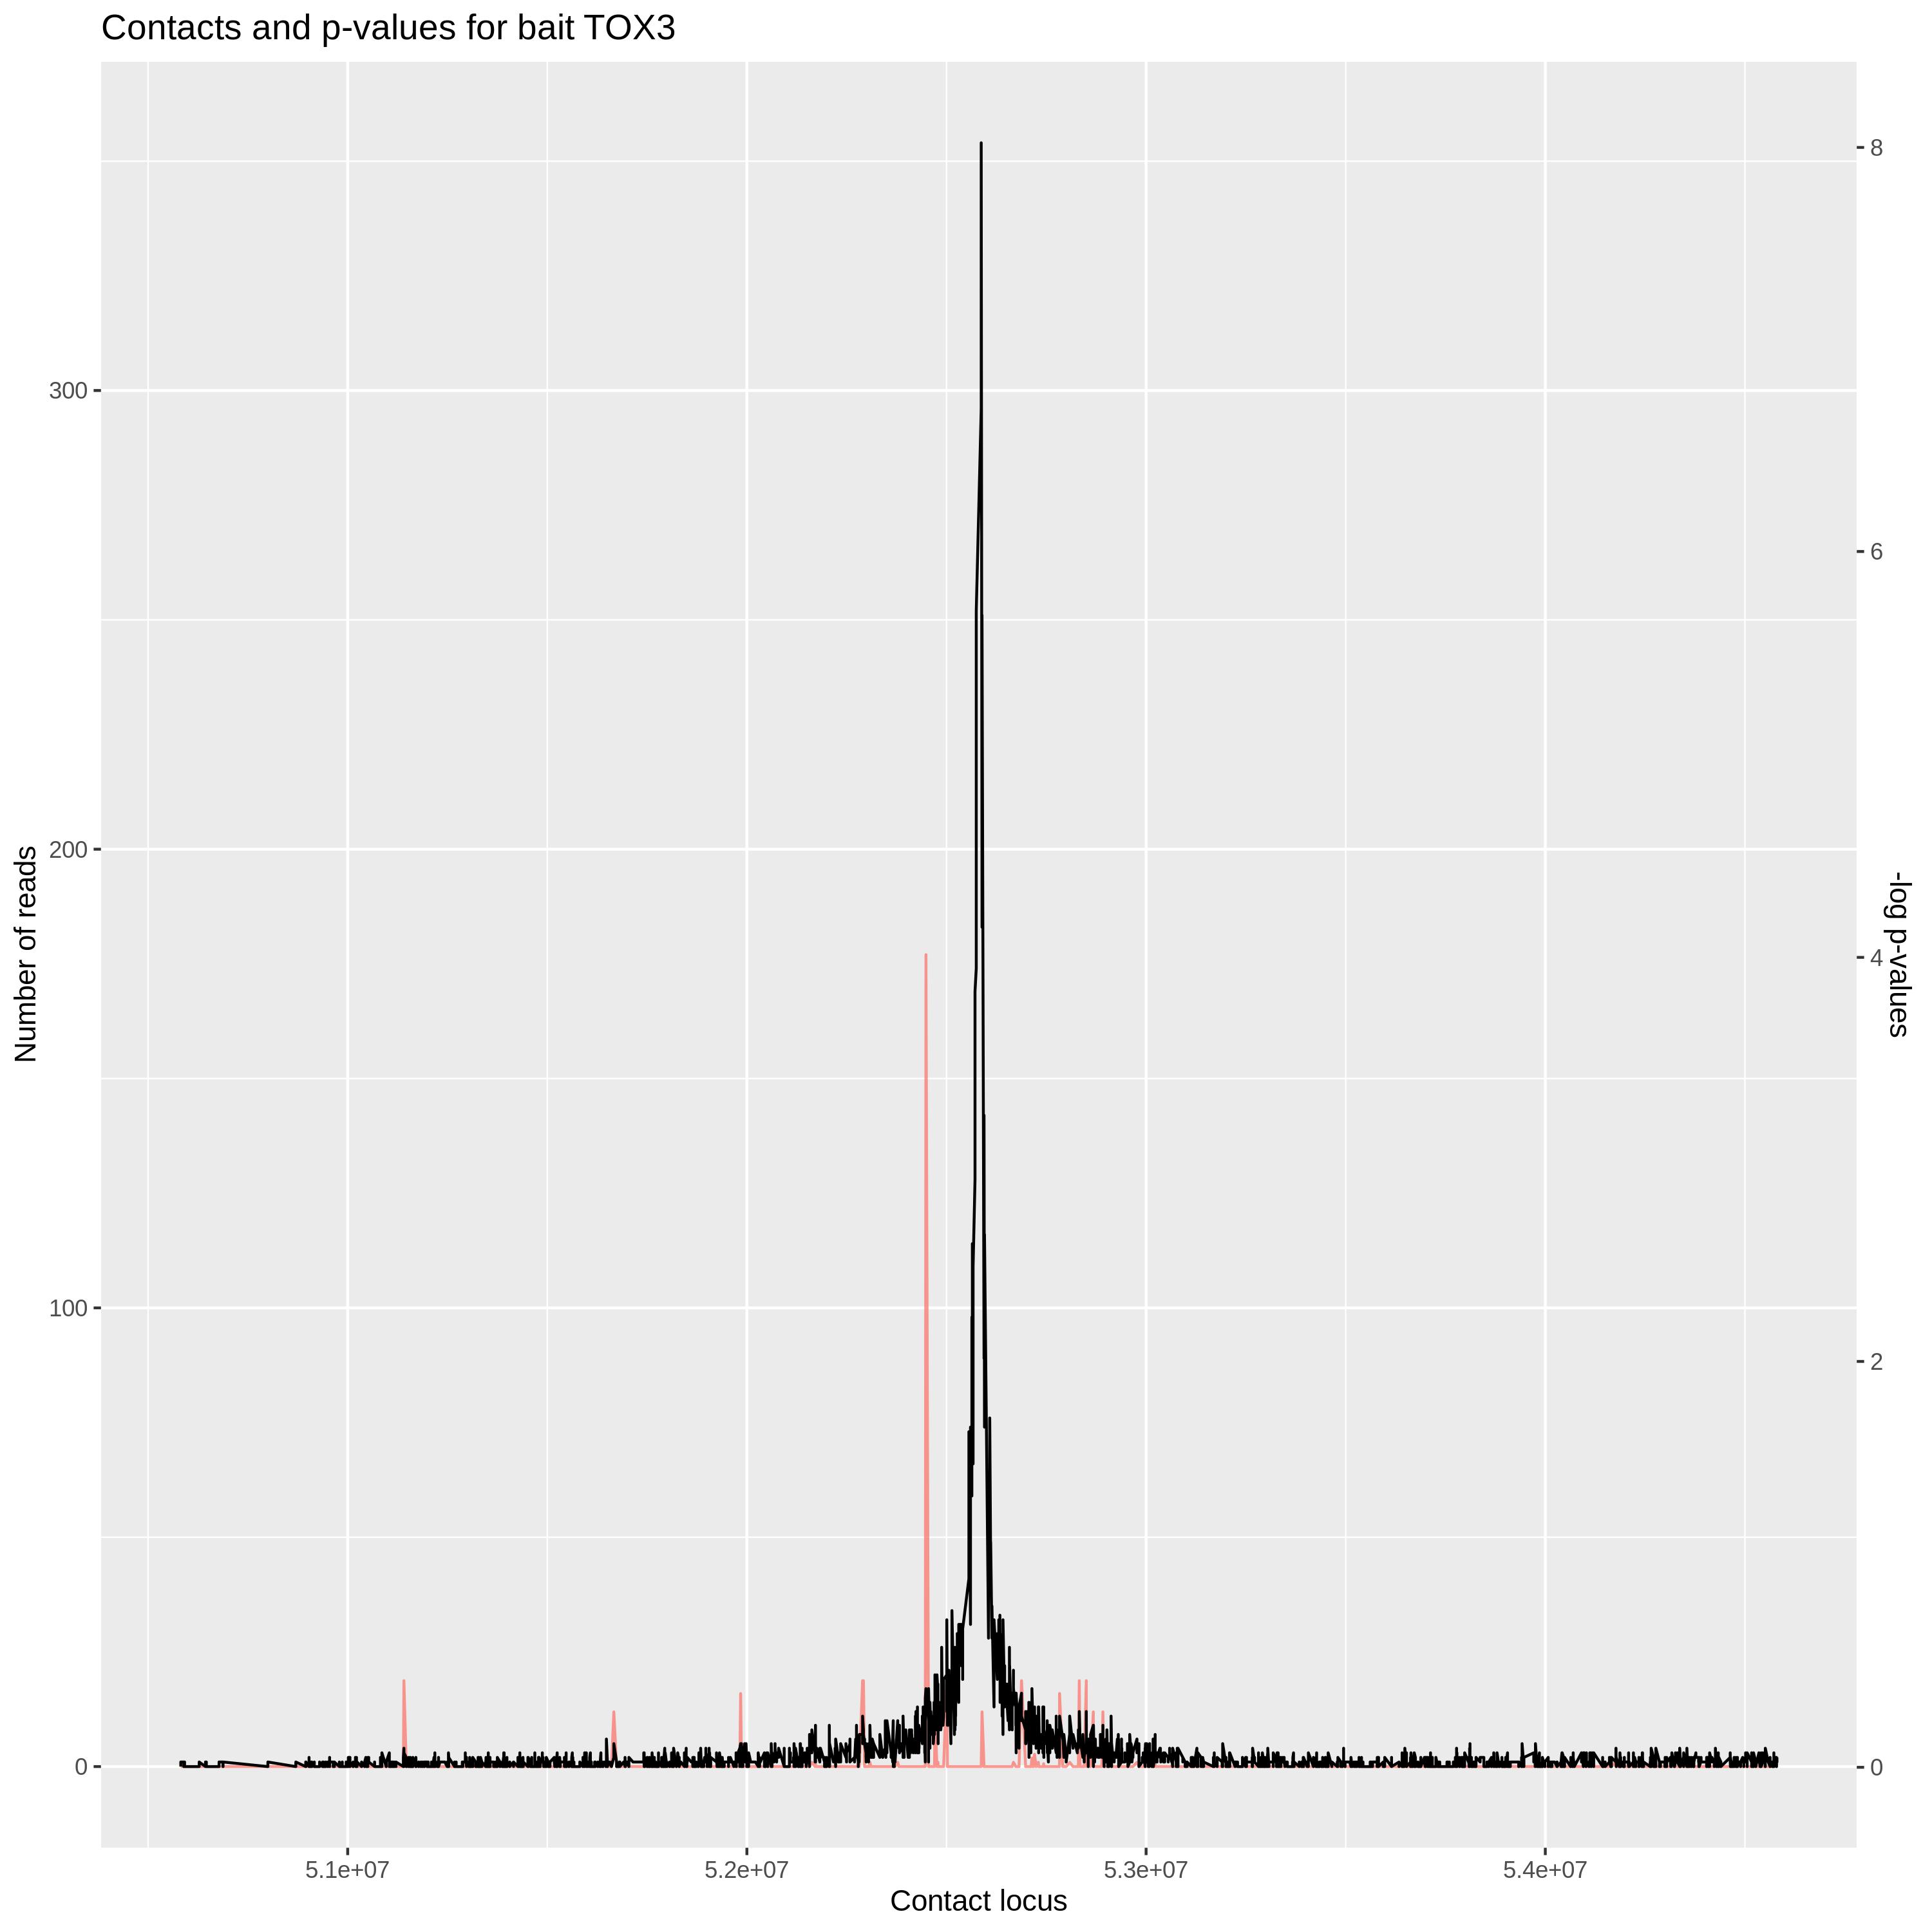 Contacts and p-values for bait TOX3
Number of reads
300
200
100
0
8
6
4
2
0
-log p-values
5.1e+07
5.2e+07
5.3e+07
5.4e+07
Contact locus